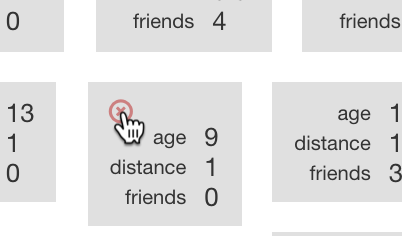 0
friends 4
friends
13
1
0
age 9
distance 1
friends 0
age 1
distance 1
friends 3